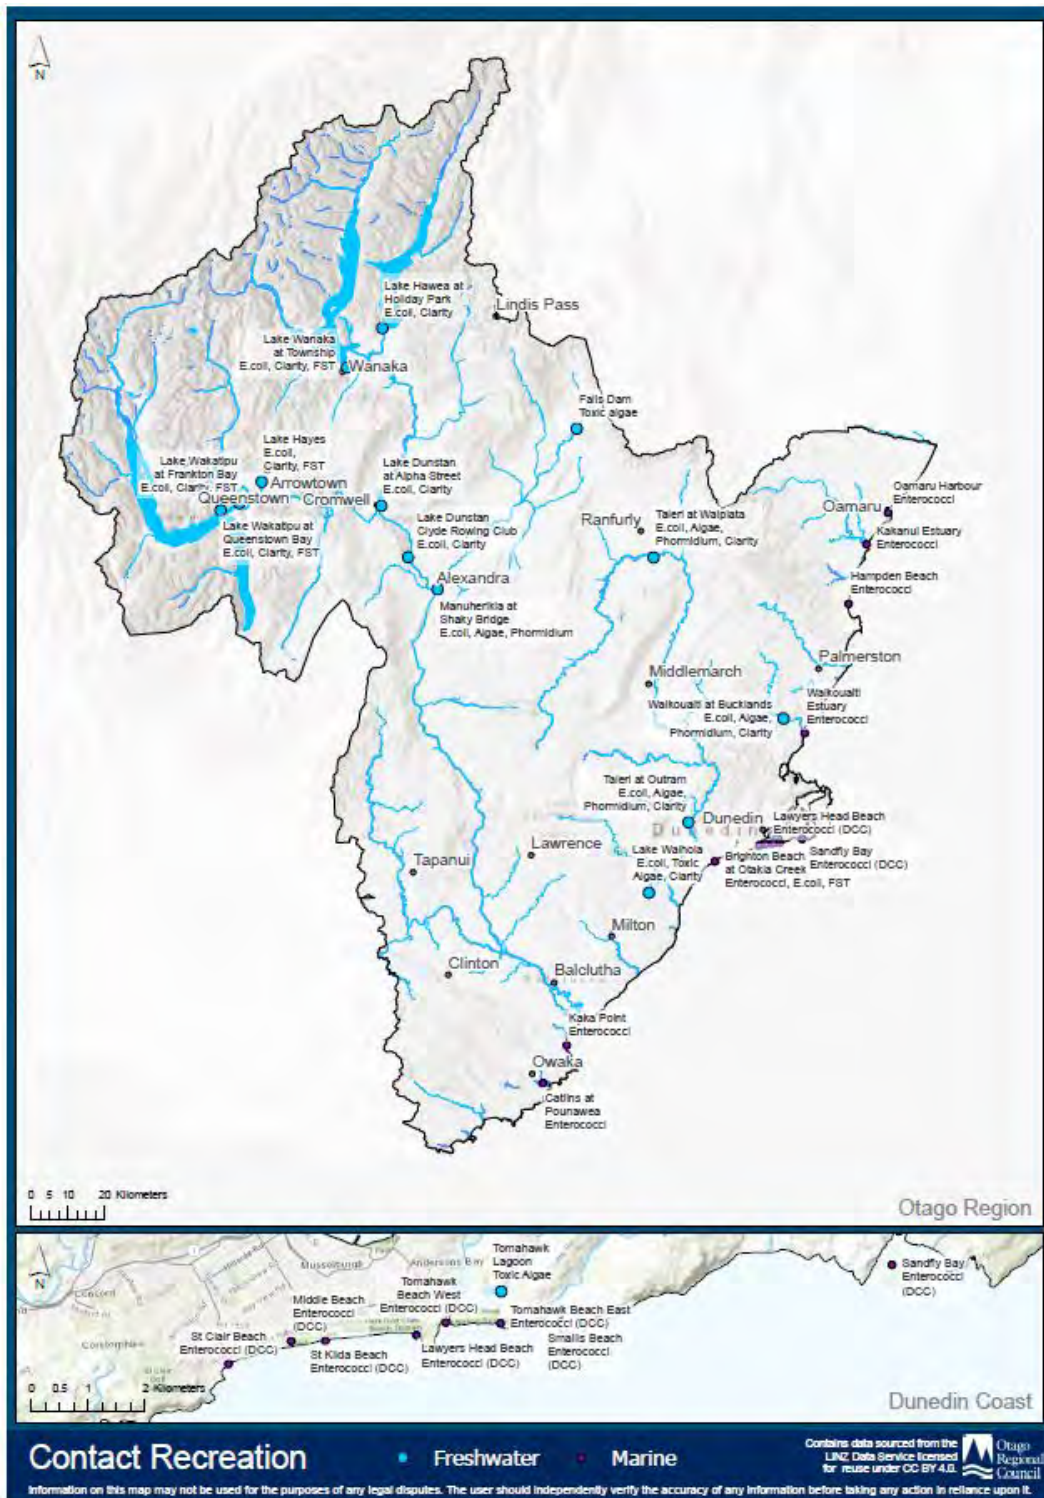 N
Lake Hawea at
Holiday Park
E.coli, Clarity
Lindis Pass
Lake Wanaka
at Township
E.coli, Clarity, FST
Wanaka
Falls Dam
Toxic algae
Lake Hayes
E.coli,
Clarity, FST
Lake Wakatipu
at Frankton Bay
E.coli, Clarity, FST
Arrowtown
Queenstown
Cromwell
Lake Dunstan
at Alpha Street
E.coli, Clarity
Lake Wakatipu at
Queenstown Bay
E.coli, Clarity, FST
Lake Dunstan
Clyde Rowing Club
E.coli, Clarity
Ranfurly
Taieri at Waipiata
E.coli, Algae,
Phormidium, Clarity
Oamaru Harbour
Enterococci
Oamaru
Kakanui Estuary
Enterococci
Alexandra
Hampden Beach
Enterococci
Manuherikia at
Shaky Bridge
E.coli, Algae, Phormidium
Palmerston
Middlemarch
Waikouaiti
Estuary
Enterococci
Waikouaiti at Bucklands
E.coli, Algae,
Phormidium, Clarity
Taieri at Outram
E.coli, Algae,
Phormidium, Clarity
Dunedin
Dunedin
Lawyers Head Beach
Enterococci (DCC)
Lawrence
Lake Waihola
E.coli, Toxic
Algae, Clarity
Brighton Beach
at Otakia Creek
Enterococci, E.coli, FST
Sandfly Bay
Enterococci (DCC)
Tapanui
Milton
Clinton
Balclutha
Kaka Point
Enterococci
Owaka
Catlins at
Pounawea
Enterococci
0 5 10 20 Kilometers
Otago Region
N
Concord
Corstorphine
Musselburgh
Andersons Bay
Tomahawk
Lagoon
Toxic Algae
Sandfly Bay
Enterococci
(DCC)
Tomahawk
Beach West
Enterococci (DCC)
Middle Beach
Enterococci
(DCC)
St Clair Beach
Enterococci (DCC)
St Kilda Beach
Enterococci (DCC)
Lawyers Head Beach
Enterococci (DCC)
Tomahawk Beach East
Enterococci (DCC)
Smaills Beach
Enterococci
(DCC)
0 0.5 1 2 Kilometers
Dunedin Coast
Contact Recreation
Freshwater
Marine
Contains data sourced from the
LINZ Data Service licensed
for reuse under CC BY 4.0.
Otago
Regional
Council
Information on this map may not be used for the purposes of any legal disputes. The user should independently verify the accuracy of any information before taking any action in reliance upon it.